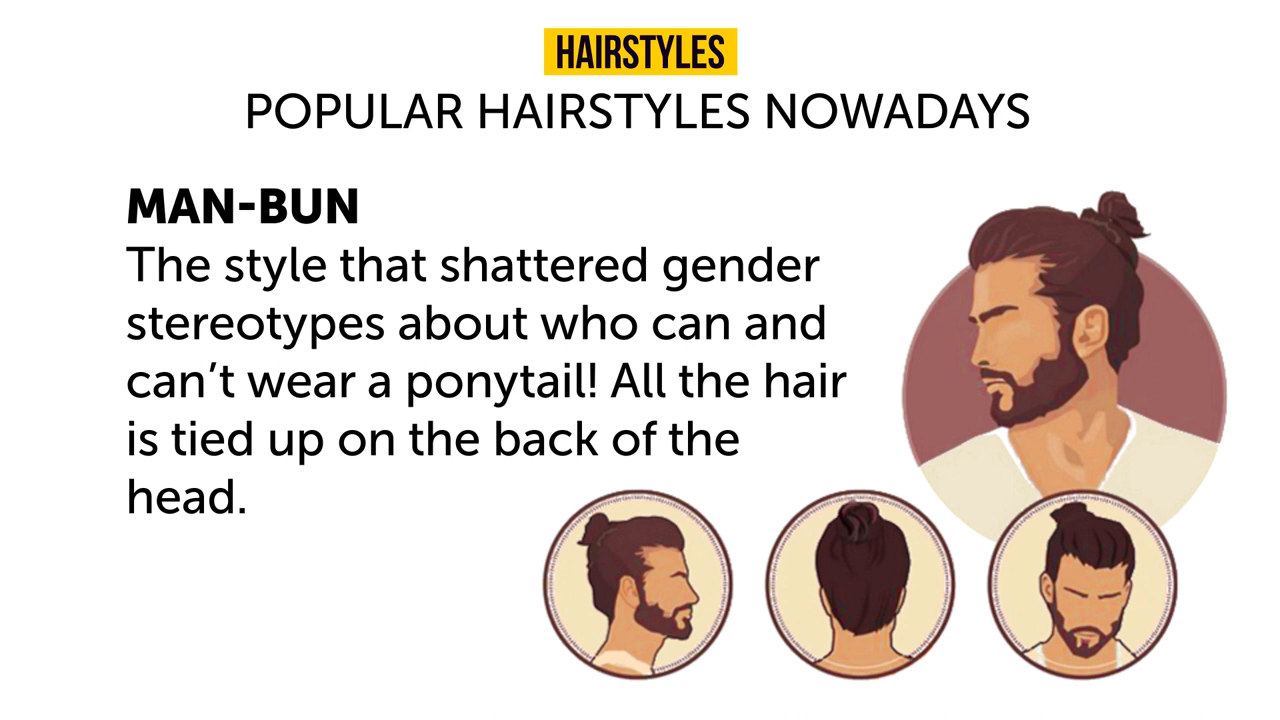 HAIRSTYLES
POPULAR HAIRSTYLES NOWADAYS
MAN-BUN
The style that shattered gender
stereotypes about who can and
can’t wear a ponytail! All the hair
is tied up on the back of the
head.